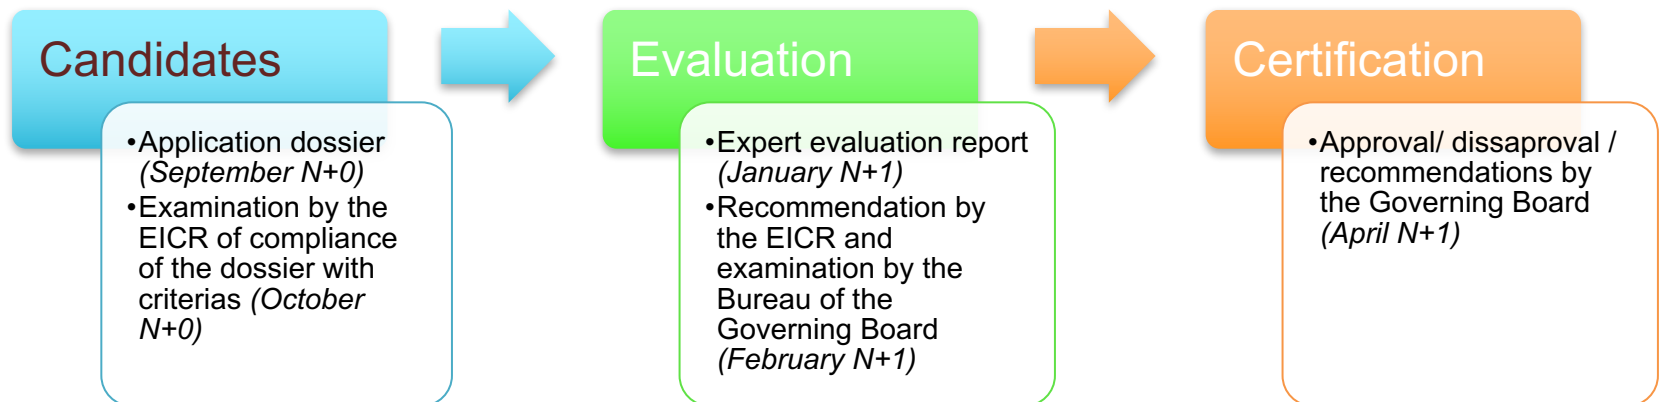 Candidates
•Application dossier
(September N+0)
•Examination by the
EICR of compliance
of the dossier with
criterias (October
N+0)
Evaluation
•Expert evaluation report
(January N+1)
•Recommendation by
the EICR and
examination by the
Bureau of the
Governing Board
(February N+1)
Certification
•Approval/ dissaproval /
recommendations by
the Governing Board
(April N+1)